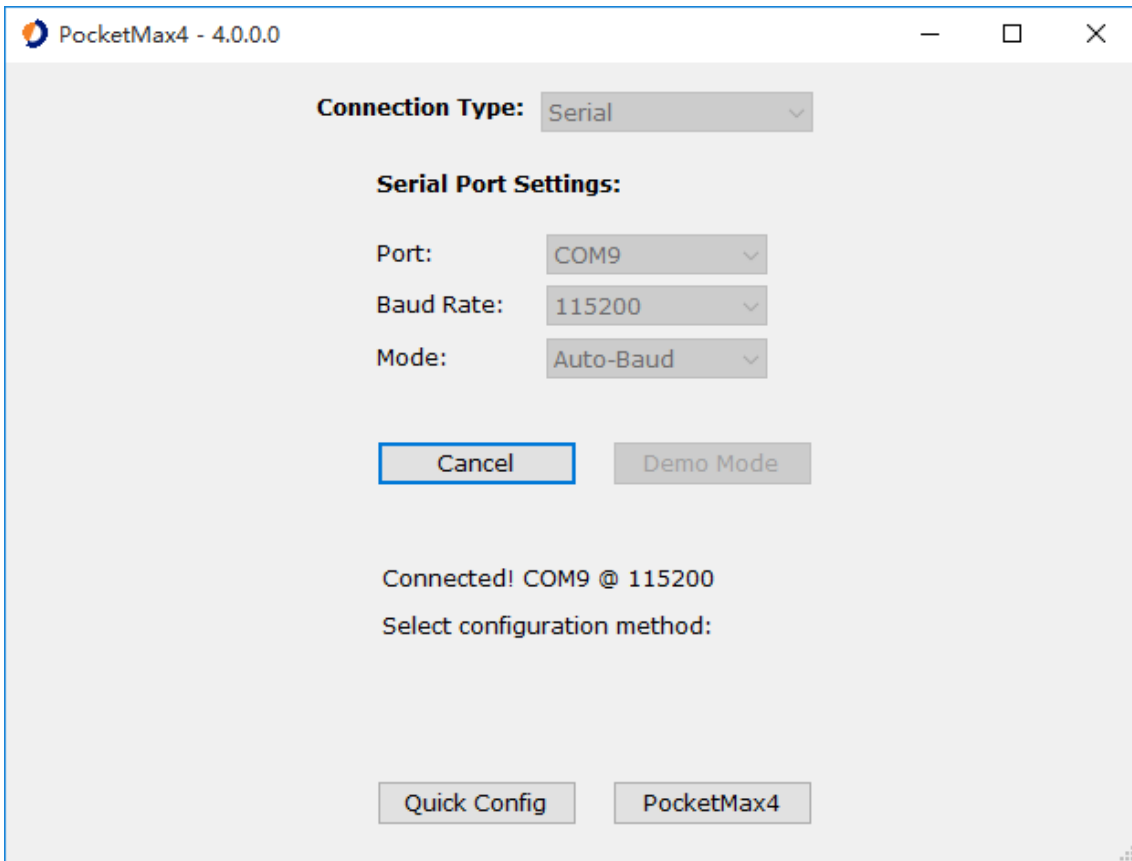 PocketMax4 - 4.0.0.0
Connection Type: Serial
Serial Port Settings:
Port: COM9
Baud Rate: 115200
Mode: Auto-Baud
Cancel Demo Mode
Connected! COM9 @ 115200
Select configuration method:
Quick Config PocketMax4